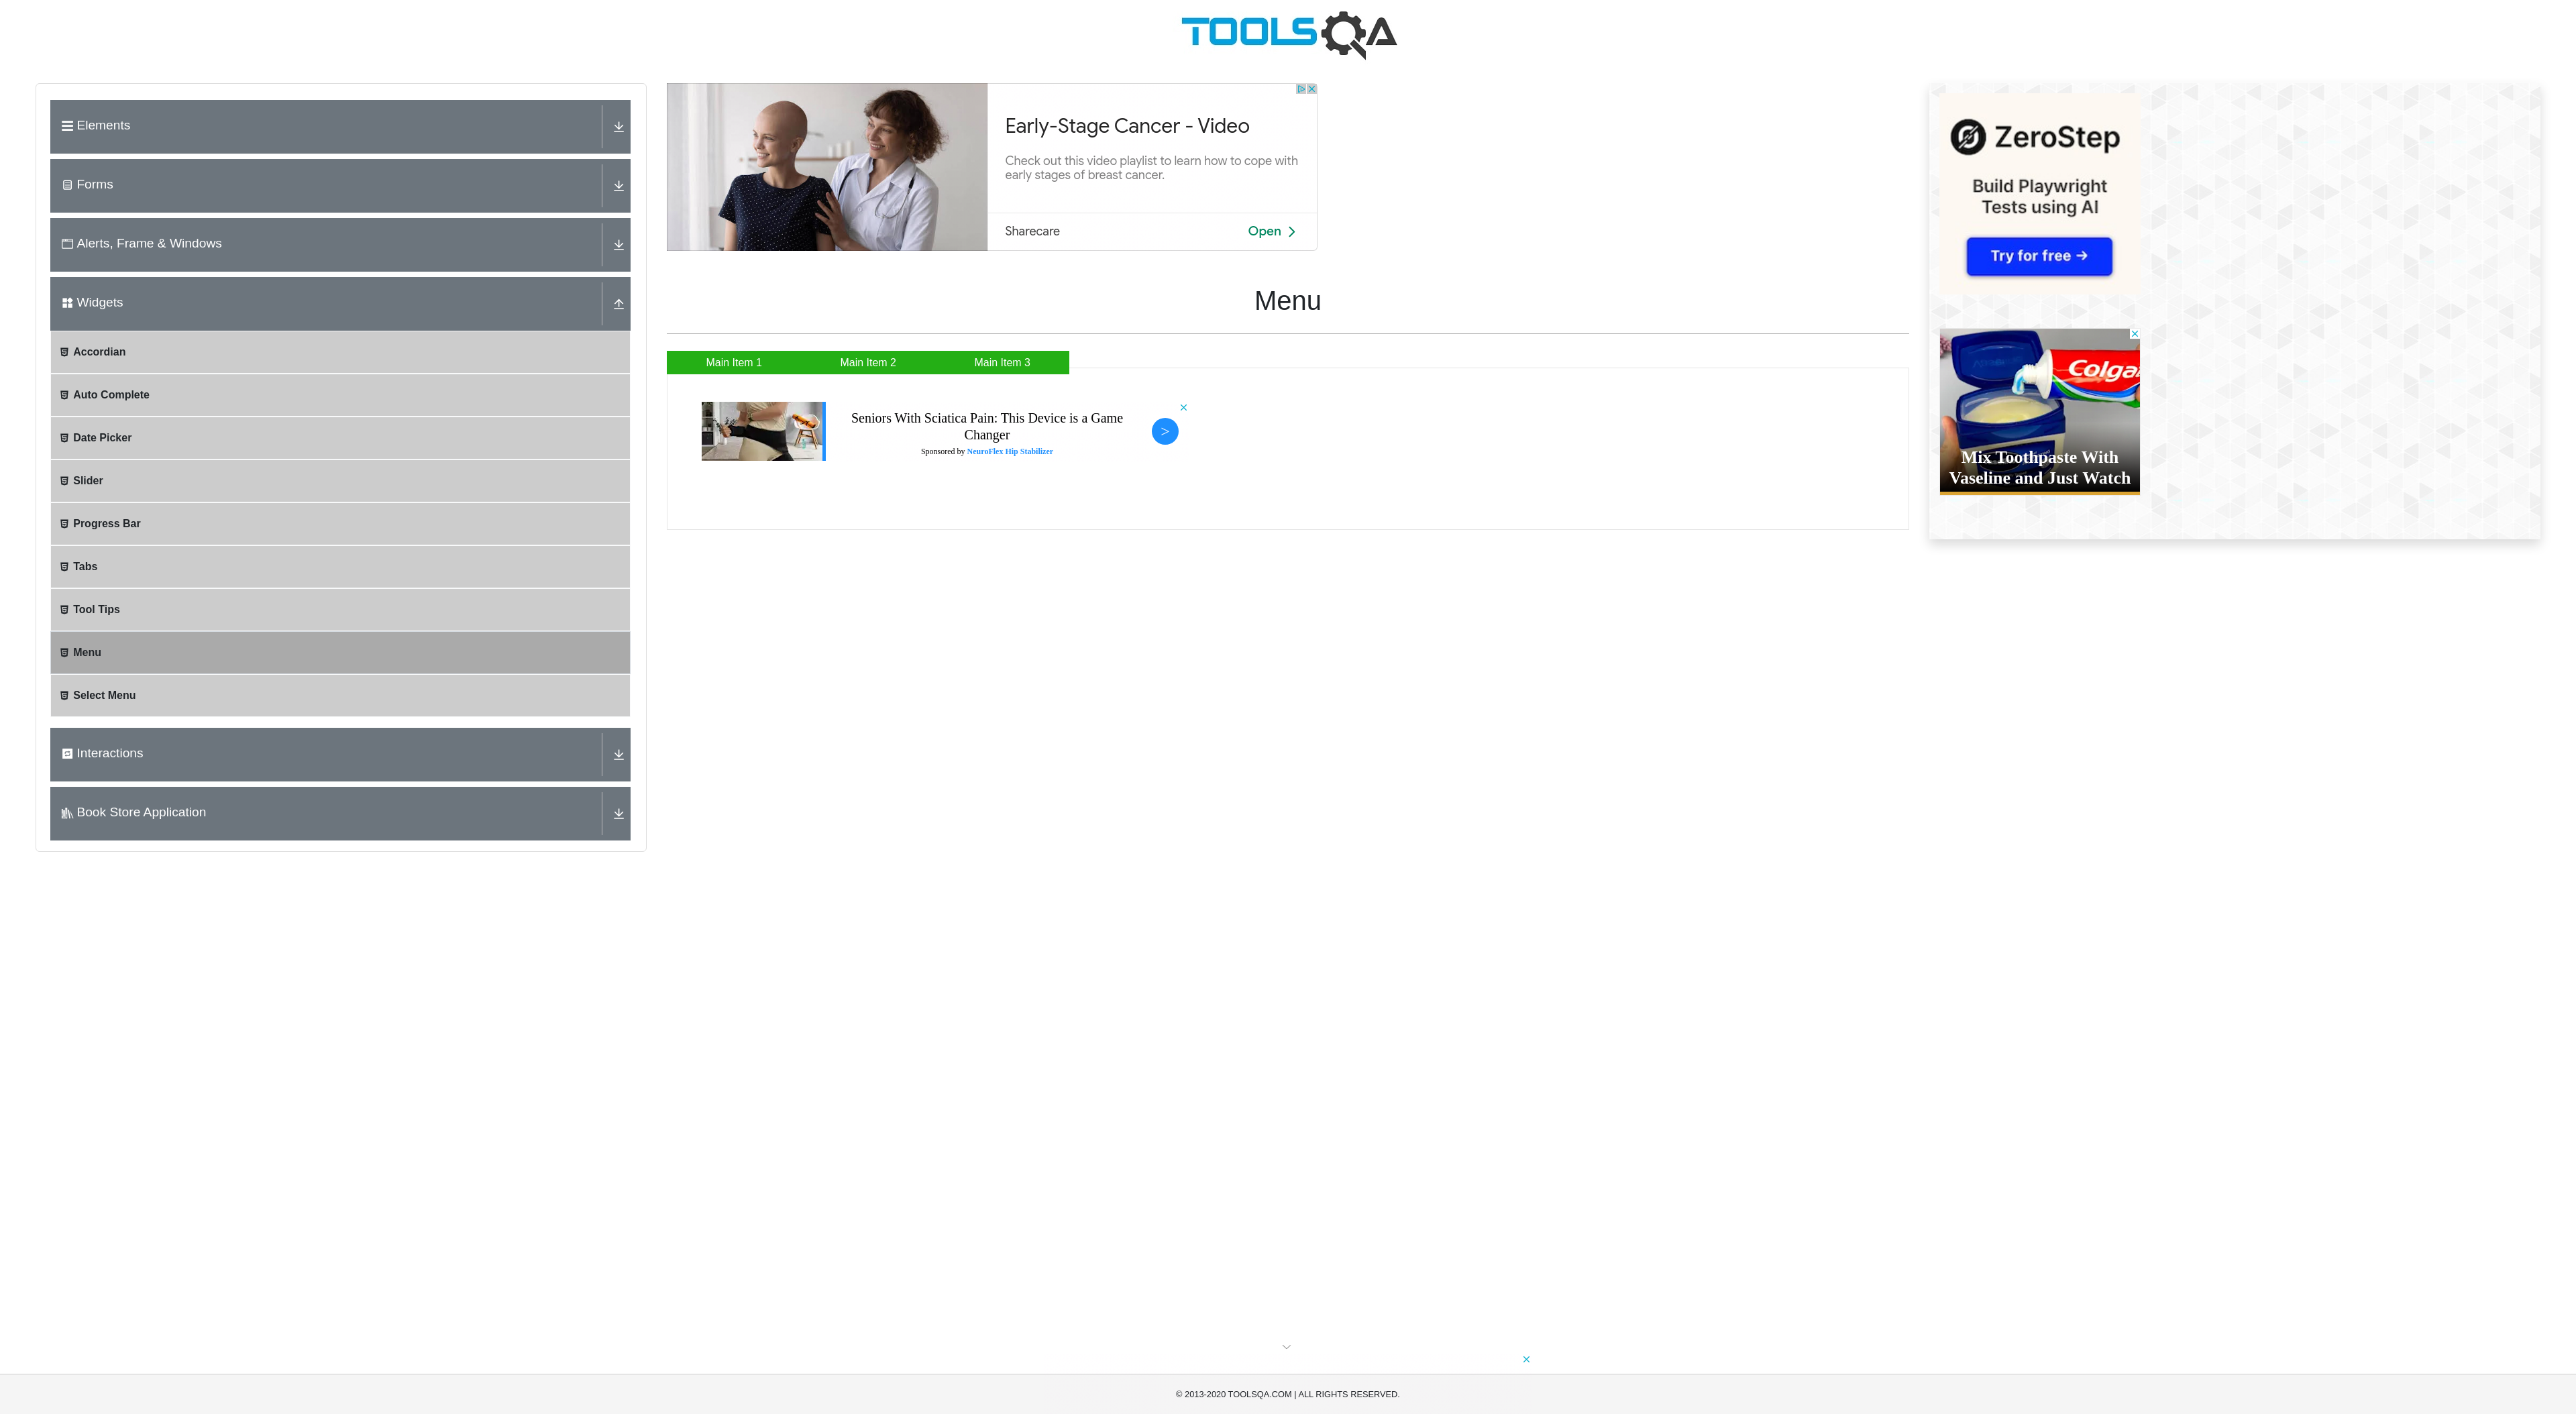 TOOLSQA
Elements
Forms
Alerts, Frame & Windows
Widgets
Accordian
Auto Complete
Date Picker
Slider
Progress Bar
Tabs
Tool Tips
Menu
Select Menu
Interactions
Book Store Application
Early-Stage Cancer - Video
Check out this video playlist to learn how to cope with
early stages of breast cancer.
Sharecare
Open
Menu
Main Item 1
Main Item 2
Main Item 3
Seniors With Sciatica Pain: This Device is a Game
Changer
Sponsored by NeuroFlex Hip Stabilizer
>
ZeroStep
Build Playwright
Tests using AI
Try for free →
Colga
Mix Toothpaste With
Vaseline and Just Watch
© 2013-2020 TOOLSQA.COM | ALL RIGHTS RESERVED.